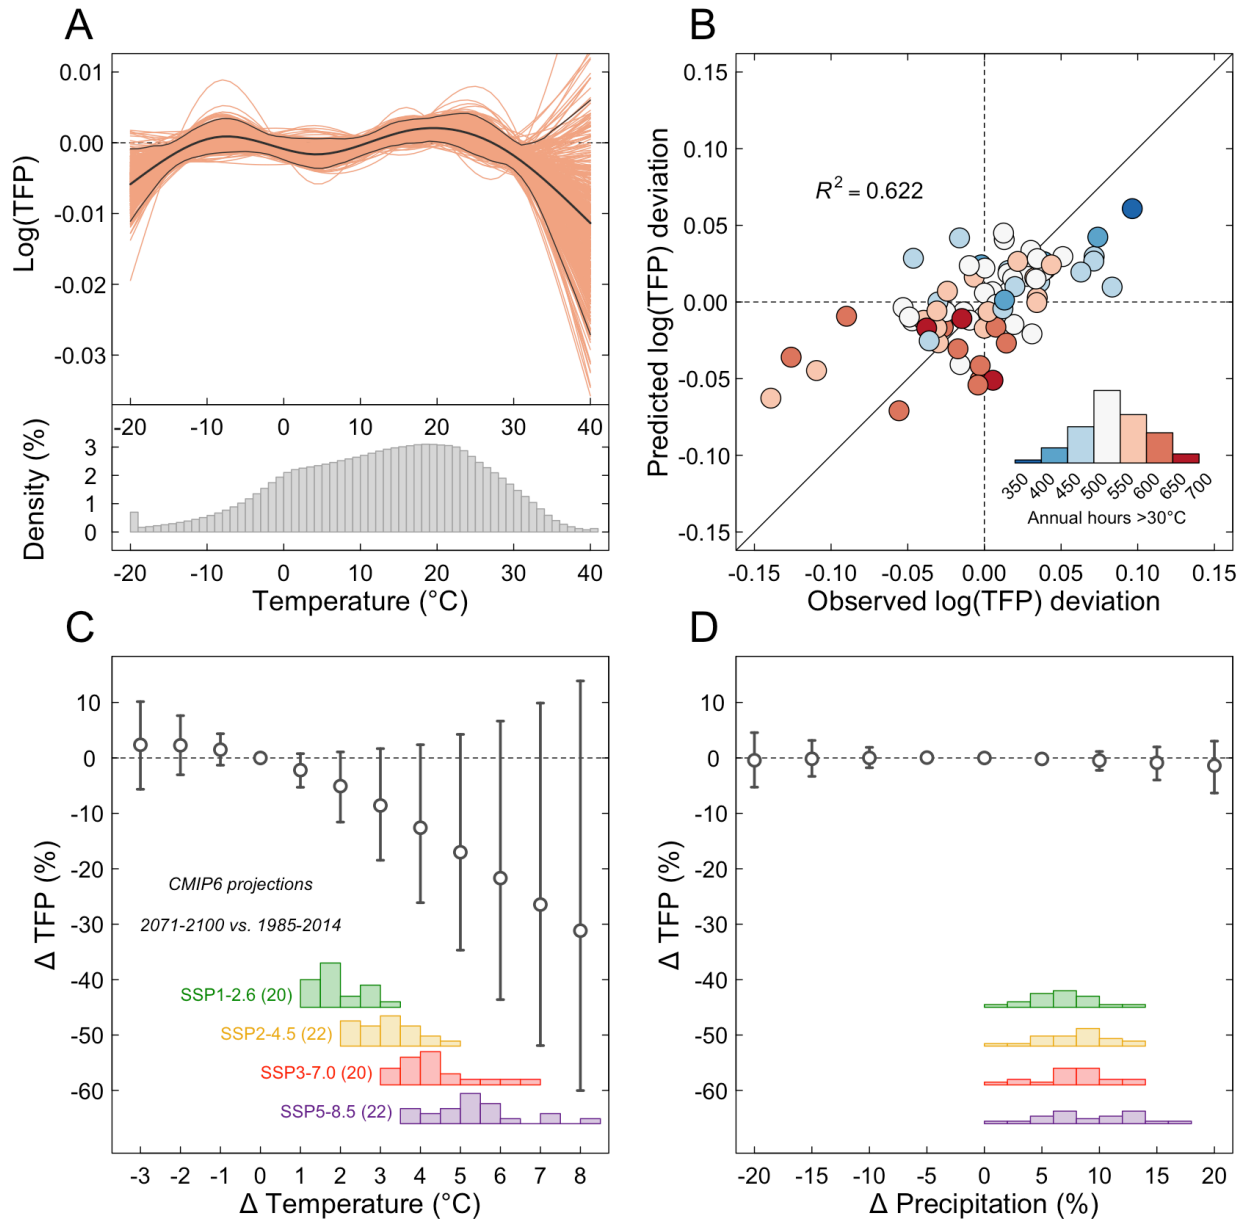 A
0.01
0.00
-0.01
-0.02
-0.03
Log(TFP)
-20 -10 0 10 20 30 40
3
2
1
0
Density (%)
-20 -10 0 10 20 30 40
Temperature (°C)
B
0.15
0.10
0.05
0.00
-0.05
-0.10
-0.15
Predicted log(TFP) deviation
R² = 0.622
350 400 450 500 550 600 650 700
Annual hours >30°C
-0.15 -0.10 -0.05 0.00 0.05 0.10 0.15
Observed log(TFP) deviation
C
10
0
-10
-20
-30
-40
-50
-60
Δ TFP (%)
CMIP6 projections
2071-2100 vs. 1985-2014
SSP1-2.6 (20)
SSP2-4.5 (22)
SSP3-7.0 (20)
SSP5-8.5 (22)
-3 -2 -1 0 1 2 3 4 5 6 7 8
Δ Temperature (°C)
D
10
0
-10
-20
-30
-40
-50
-60
Δ TFP (%)
-20 -15 -10 -5 0 5 10 15 20
Δ Precipitation (%)